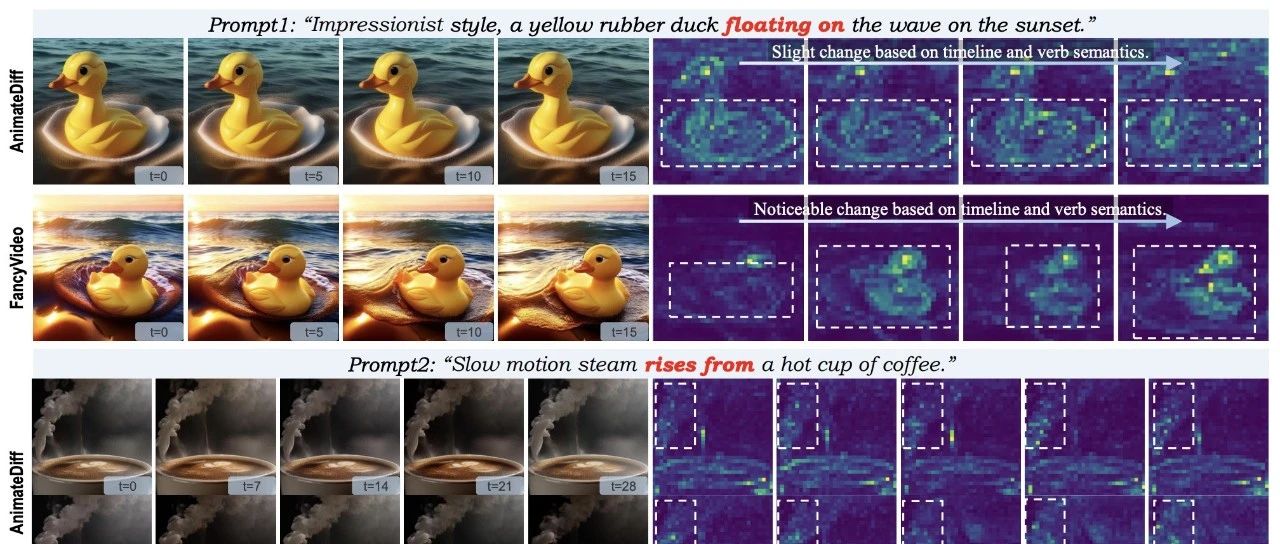 Prompt1: “Impressionist style, a yellow rubber duck floating on the wave on the sunset.”
AnimateDiff
t=0
t=5
t=10
t=15
Slight change based on timeline and verb semantics.
FancyVideo
t=0
t=5
t=10
t=15
Noticeable change based on timeline and verb semantics.
Prompt2: “Slow motion steam rises from a hot cup of coffee.”
AnimateDiff
t=0
t=7
t=14
t=21
t=28